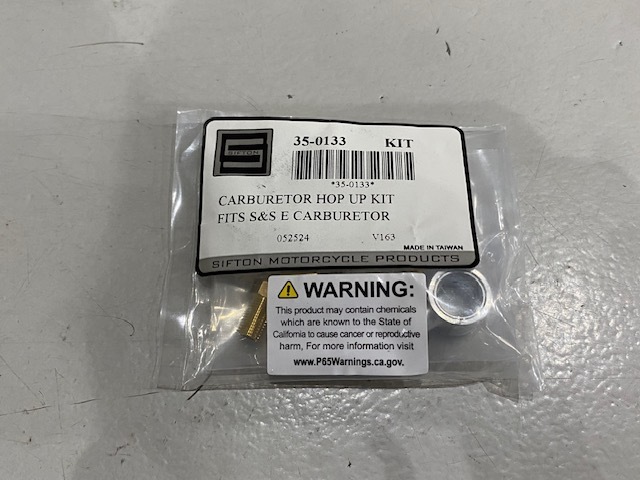 35-0133 KIT
SIFTON
*35-0133*
CARBURETOR HOP UP KIT
FITS S&S E CARBURETOR
052524 V163
MADE IN TAIWAN
SIFTON MOTORCYCLE PRODUCTS
WARNING:
This product may contain chemicals
which are known to the State of
California to cause cancer or reproductive
harm. For more information visit
www.P65Warnings.ca.gov.